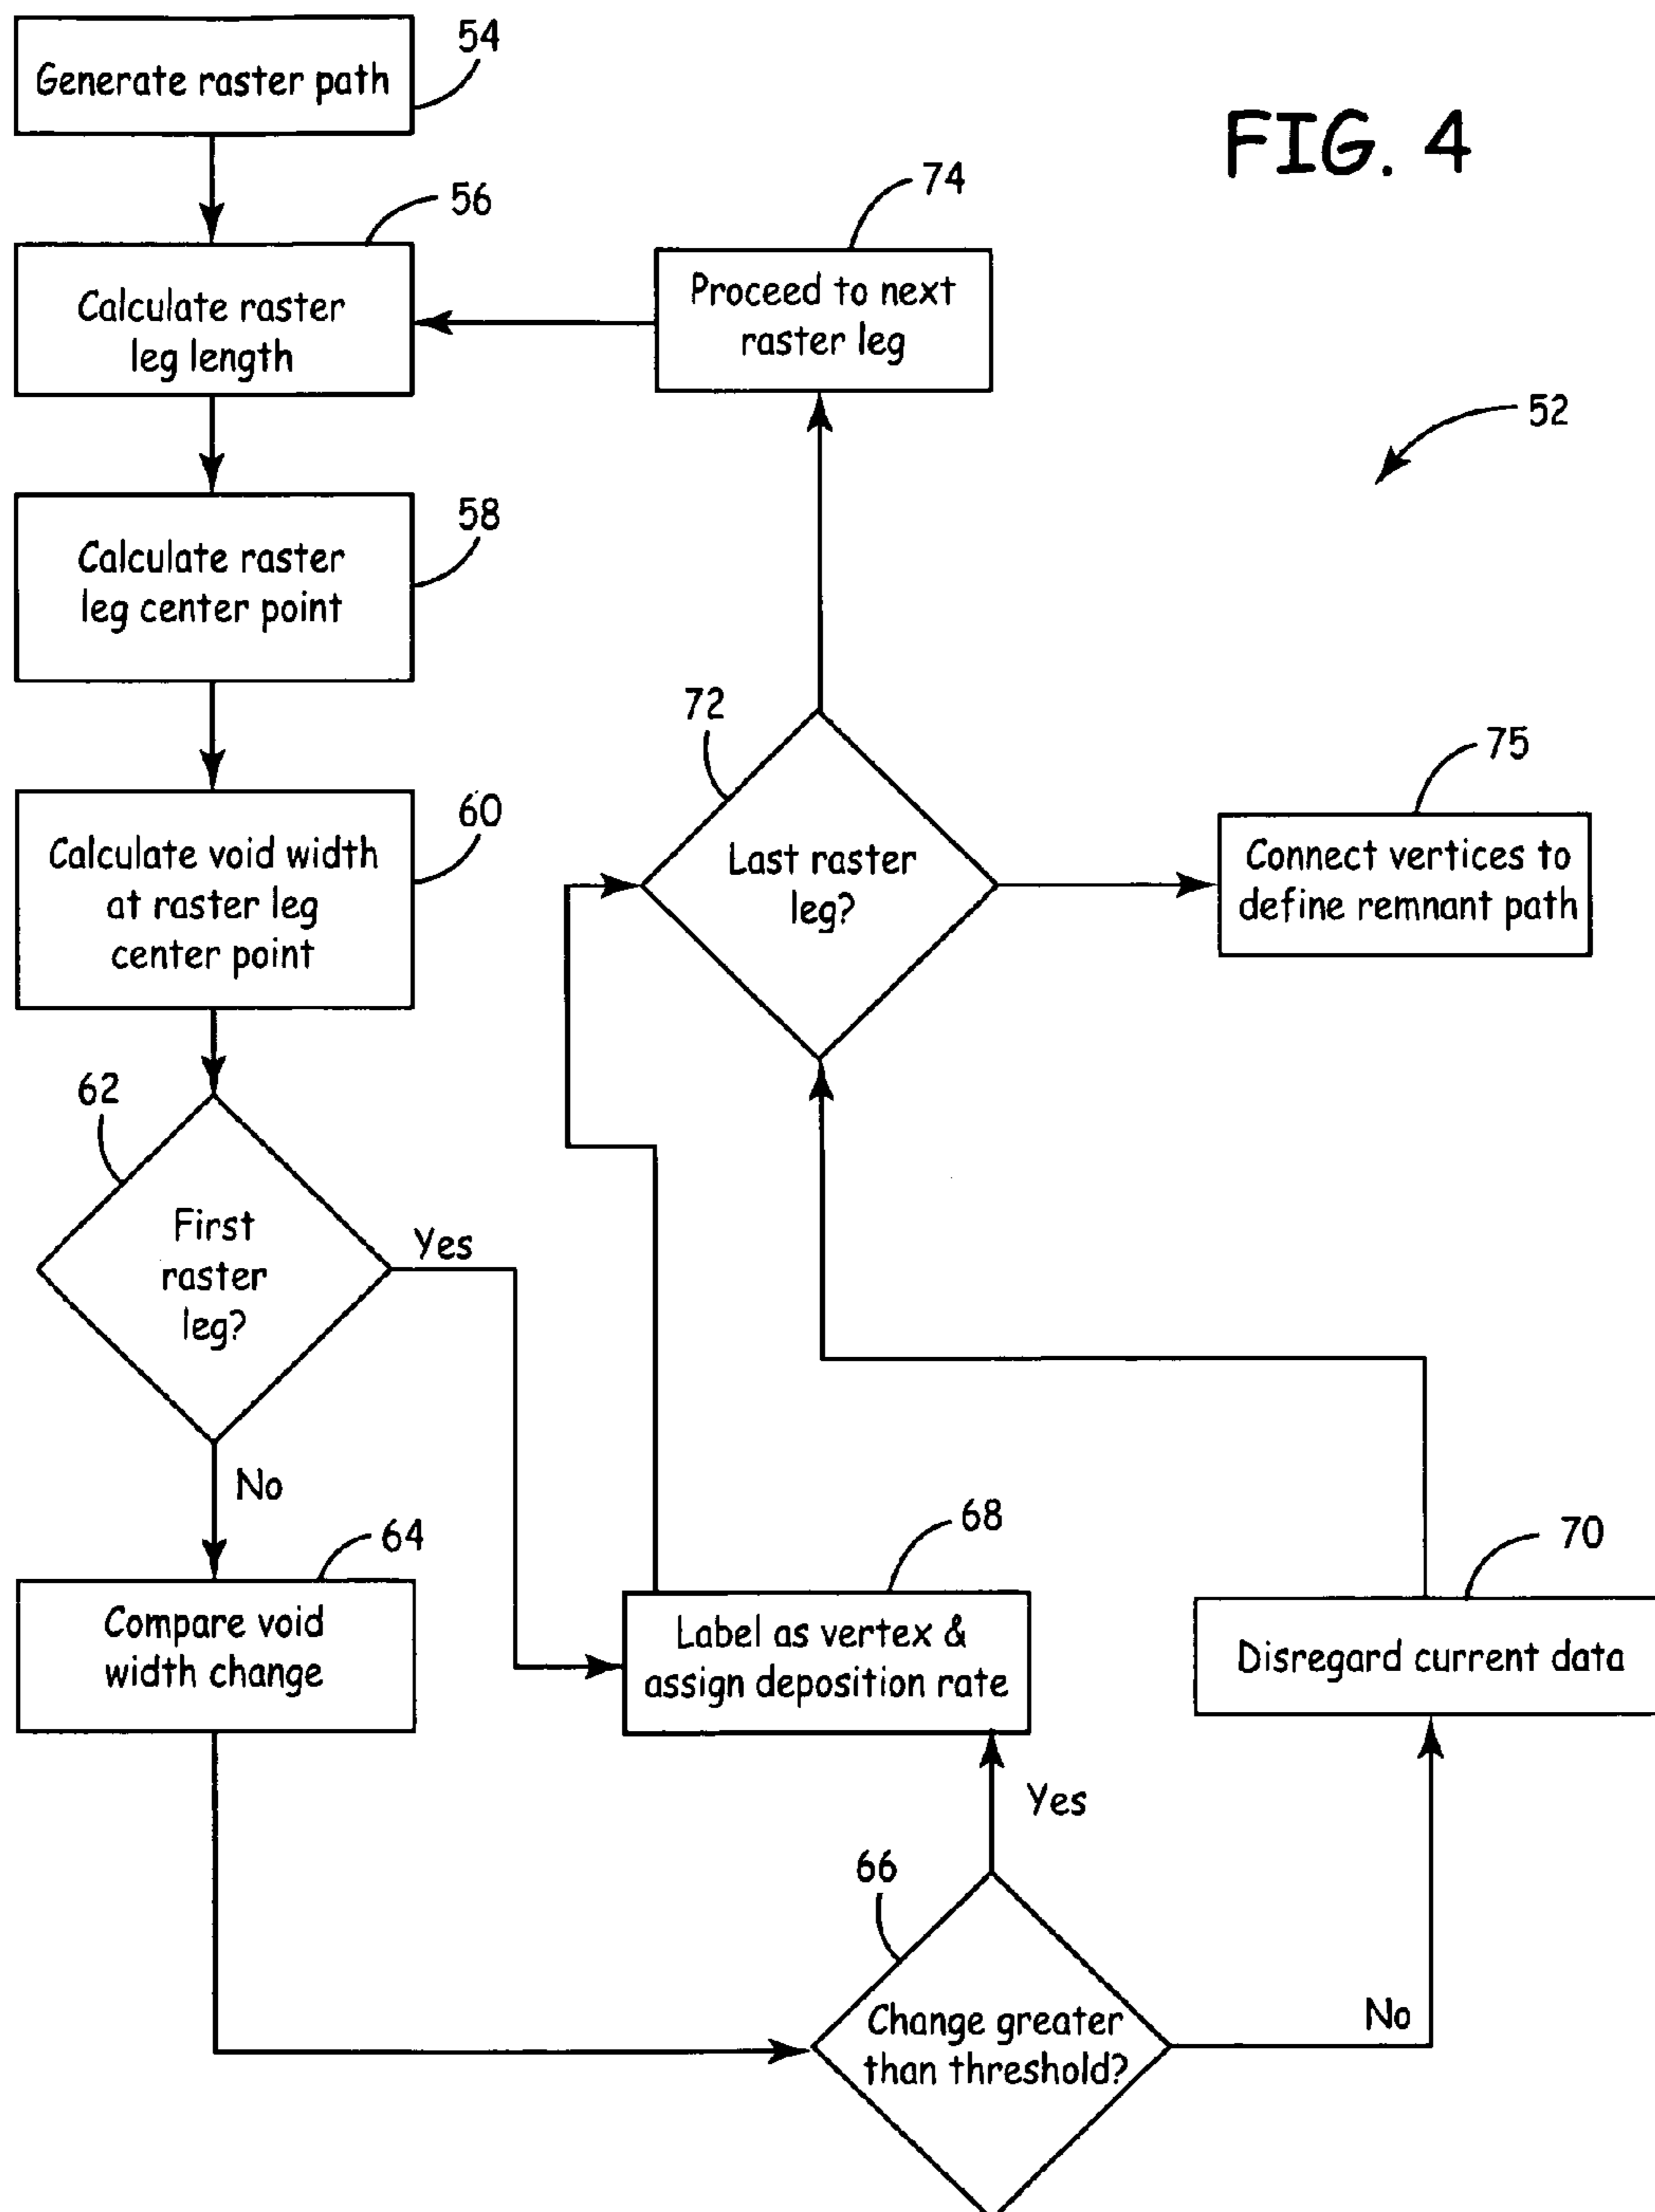 FIG. 4
52
54
Generate raster path
56
Calculate raster
leg length
74
Proceed to next
raster leg
58
Calculate raster
leg center point
60
Calculate void width
at raster leg
center point
72
Last raster
leg?
75
Connect vertices to
define remnant path
62
First
raster
leg?
Yes
No
64
Compare void
width change
68
Label as vertex &
assign deposition rate
70
Disregard current data
Yes
66
Change greater
than threshold?
No